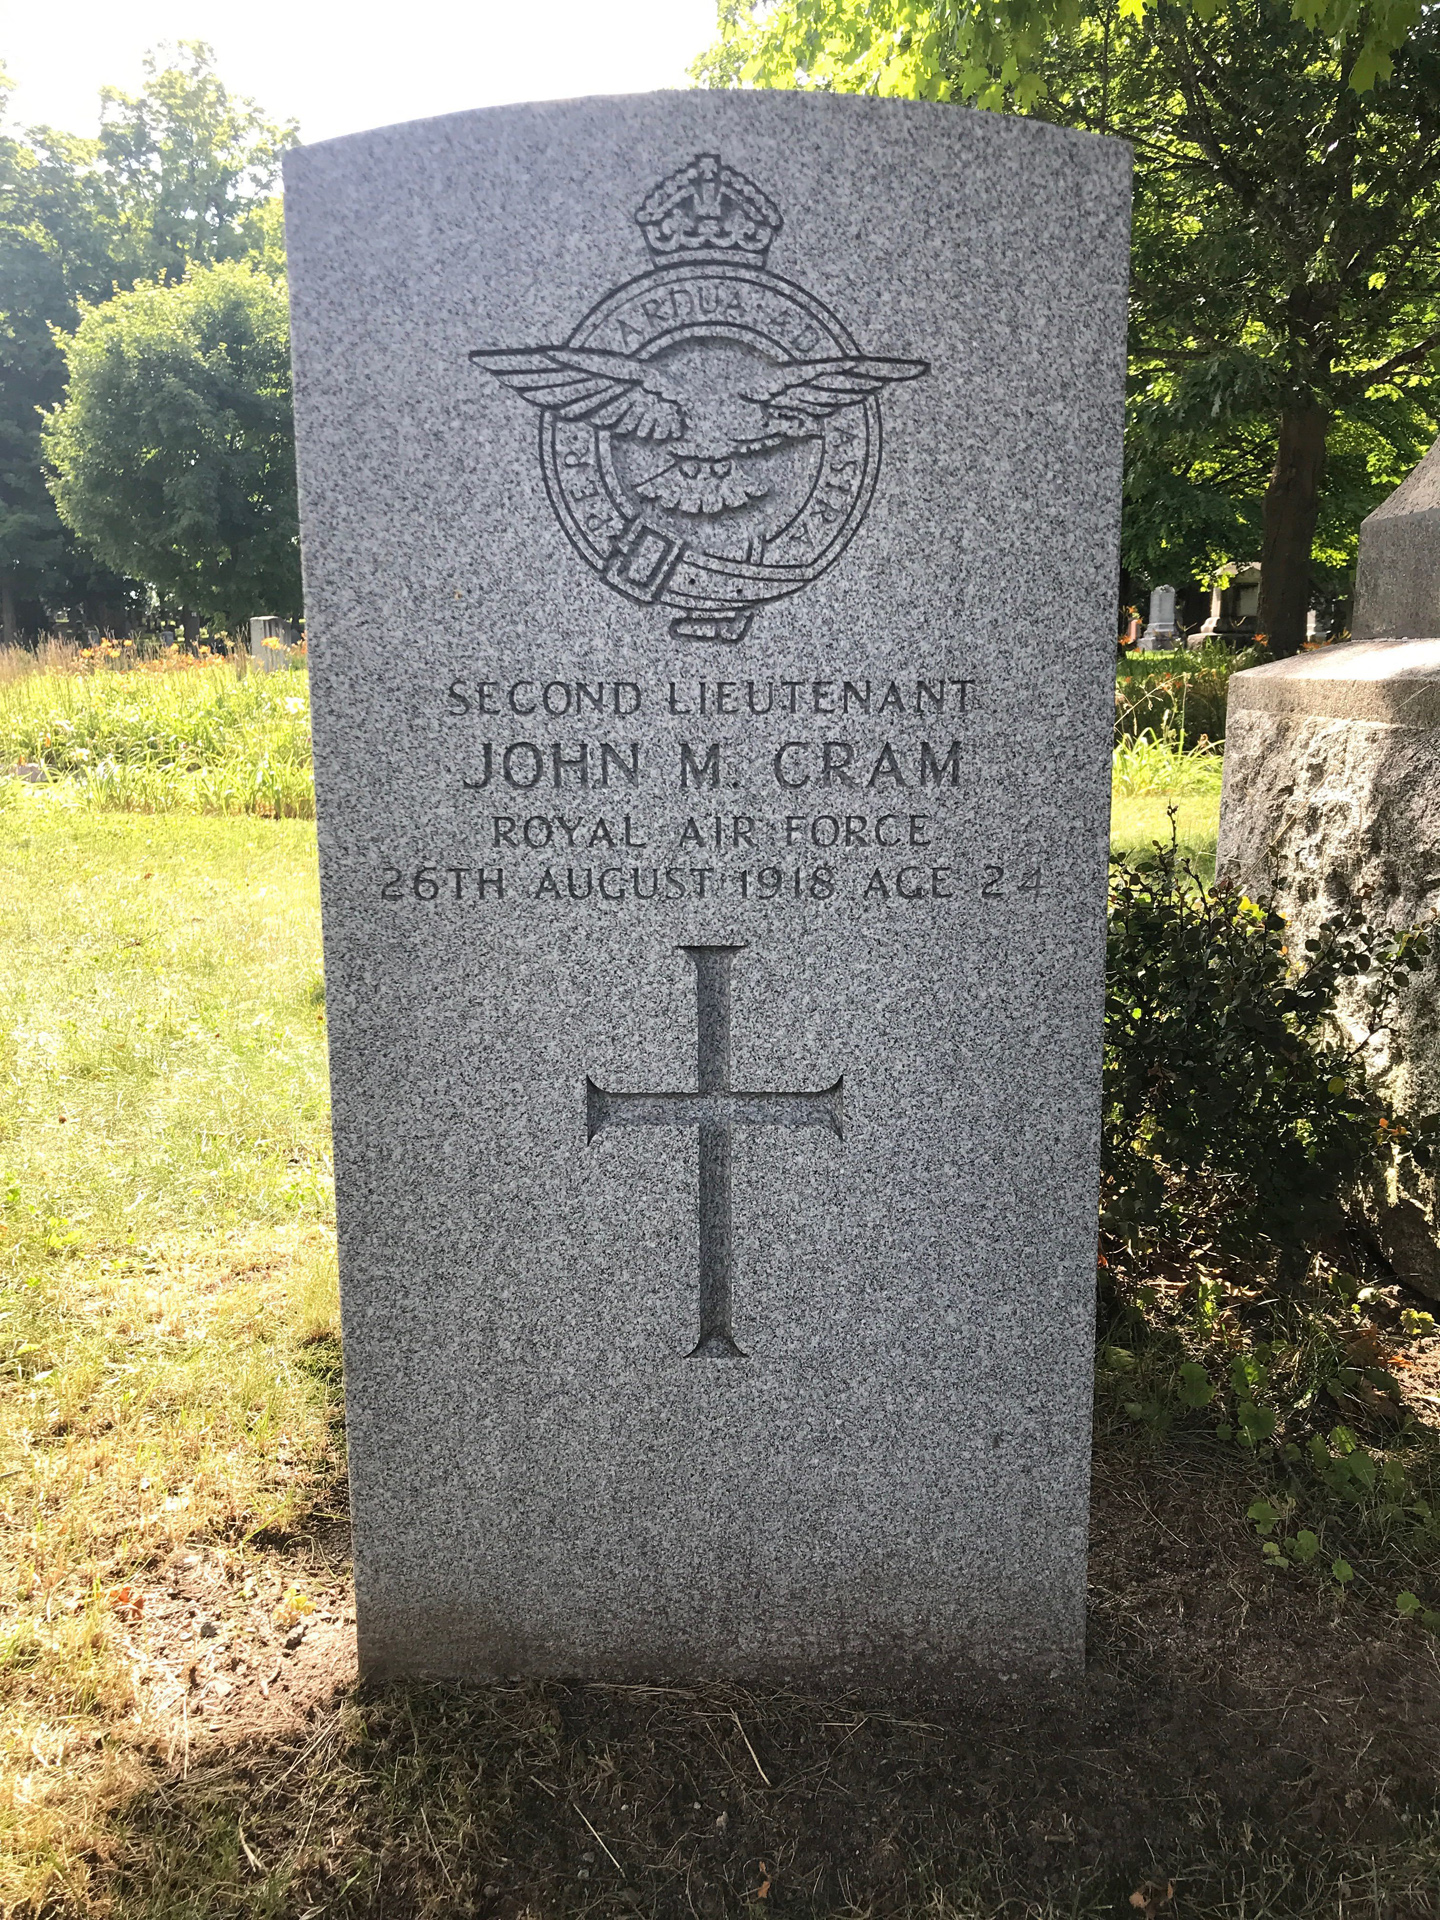 PER ARDUA AD ASTRA
SECOND LIEUTENANT
JOHN M. CRAM
ROYAL AIR FORCE
26TH AUGUST 1918 AGE 24